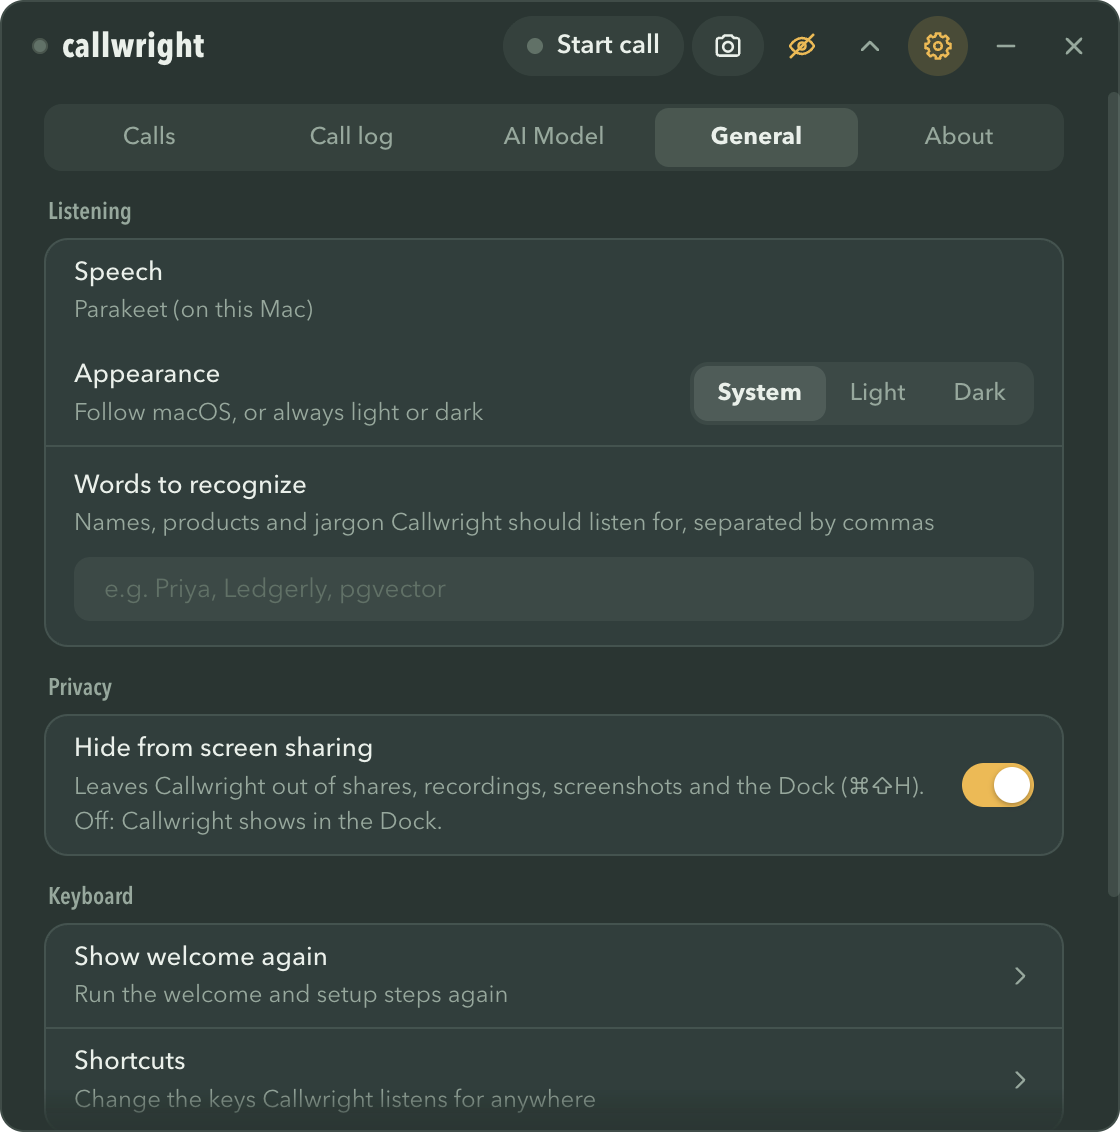 callwright
Start call
Calls
Call log
AI Model
General
About
Listening
Speech
Parakeet (on this Mac)
Appearance
Follow macOS, or always light or dark
System
Light
Dark
Words to recognize
Names, products and jargon Callwright should listen for, separated by commas
e.g. Priya, Ledgerly, pgvector
Privacy
Hide from screen sharing
Leaves Callwright out of shares, recordings, screenshots and the Dock (⌘⇧H).
Off: Callwright shows in the Dock.
Keyboard
Show welcome again
Run the welcome and setup steps again
Shortcuts
Change the keys Callwright listens for anywhere